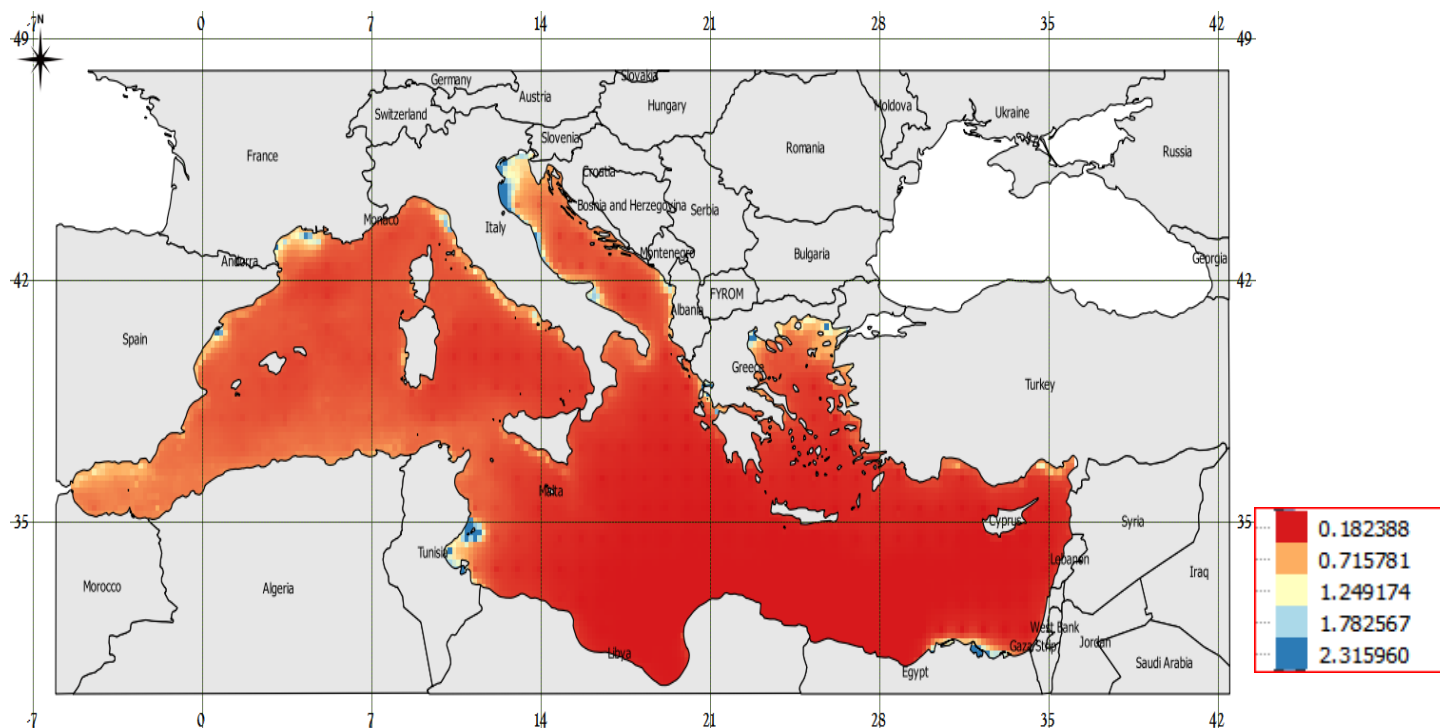 -7 0 7 14 21 28 35 42
N
49 49
Germany
Slovakia
Austria
Switzerland
Hungary
Moldova
Ukraine
Slovenia
France
Romania
Russia
Croatia
Bosnia and Herzegovina
Serbia
Monaco
Italy
Montenegro
Bulgaria
Georgia
Andorra
42 42
FYROM
Albania
Spain
Greece
Turkey
Malta
35 35
Cyprus
Syria
Tunisia
Lebanon
Iraq
Morocco
Algeria
West Bank
Gaza Strip
Jordan
Libya
Saudi Arabia
Egypt
-7 0 7 14 21 28 35 42
0.182388
0.715781
1.249174
1.782567
2.315960